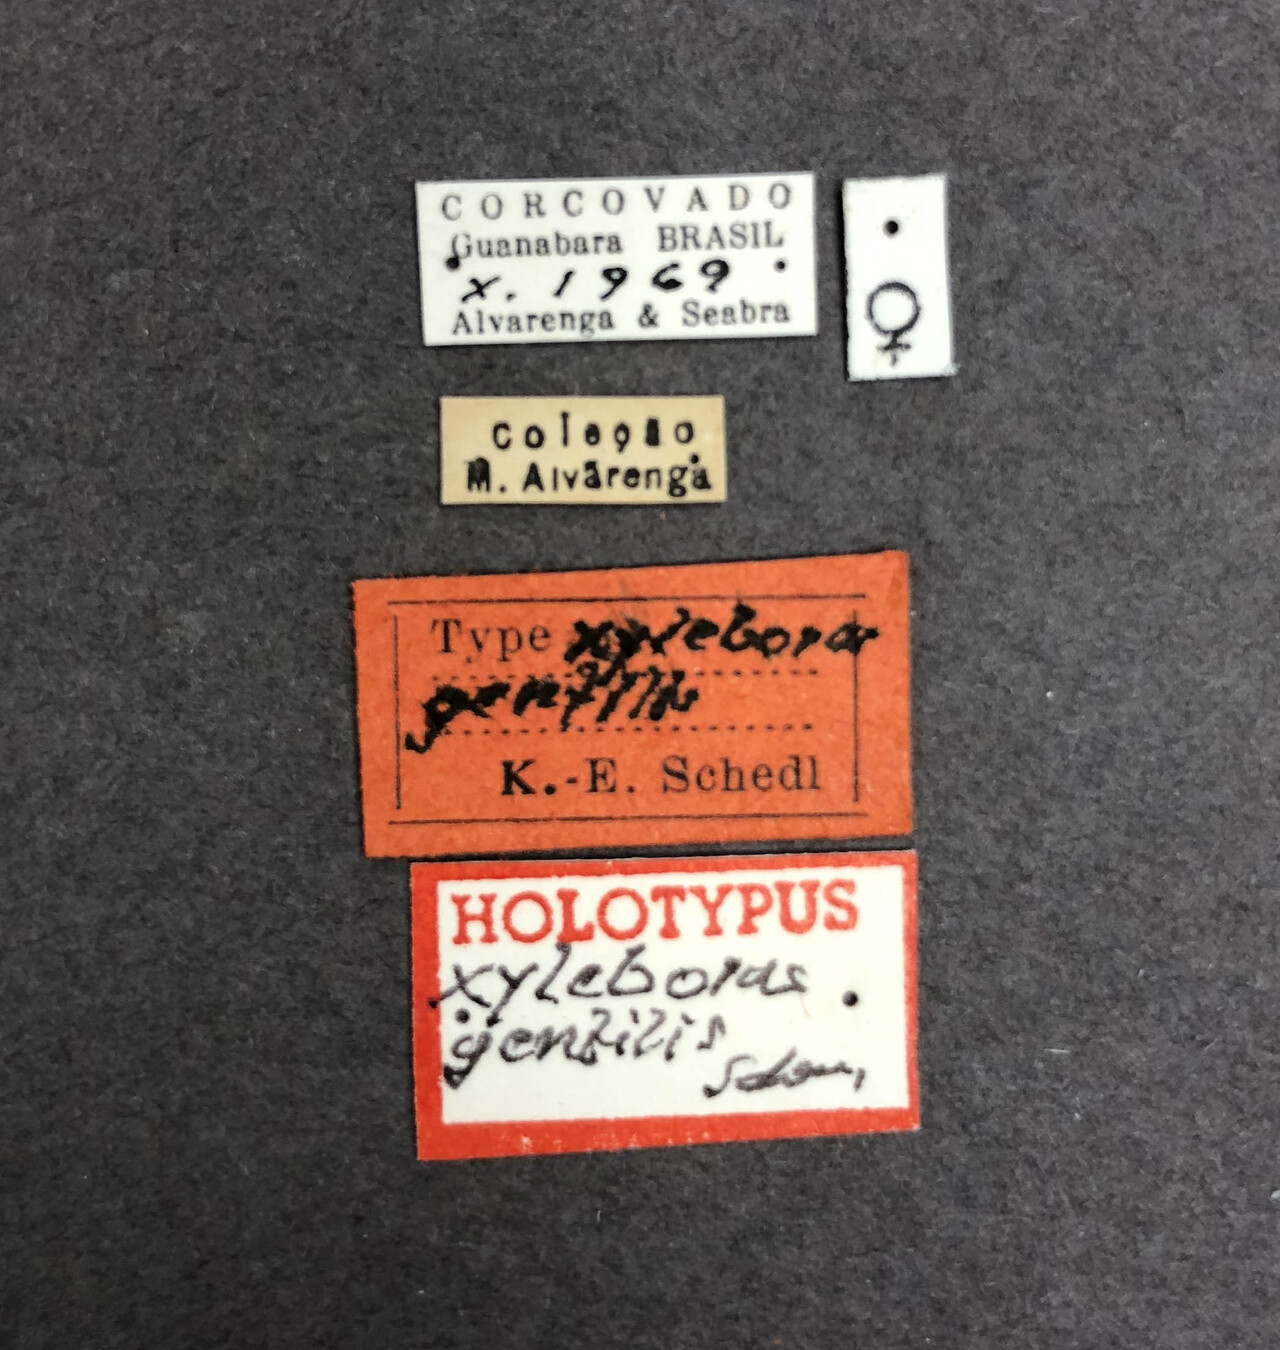 CORCOVADO
Guanabara BRASIL
X. 1969
Alvarenga & Seabra
♀
Coleção
M. Alvarenga
Type Xyleborus
gentilis
K.-E. Schedl
HOLOTYPUS
Xyleborus
gentilis